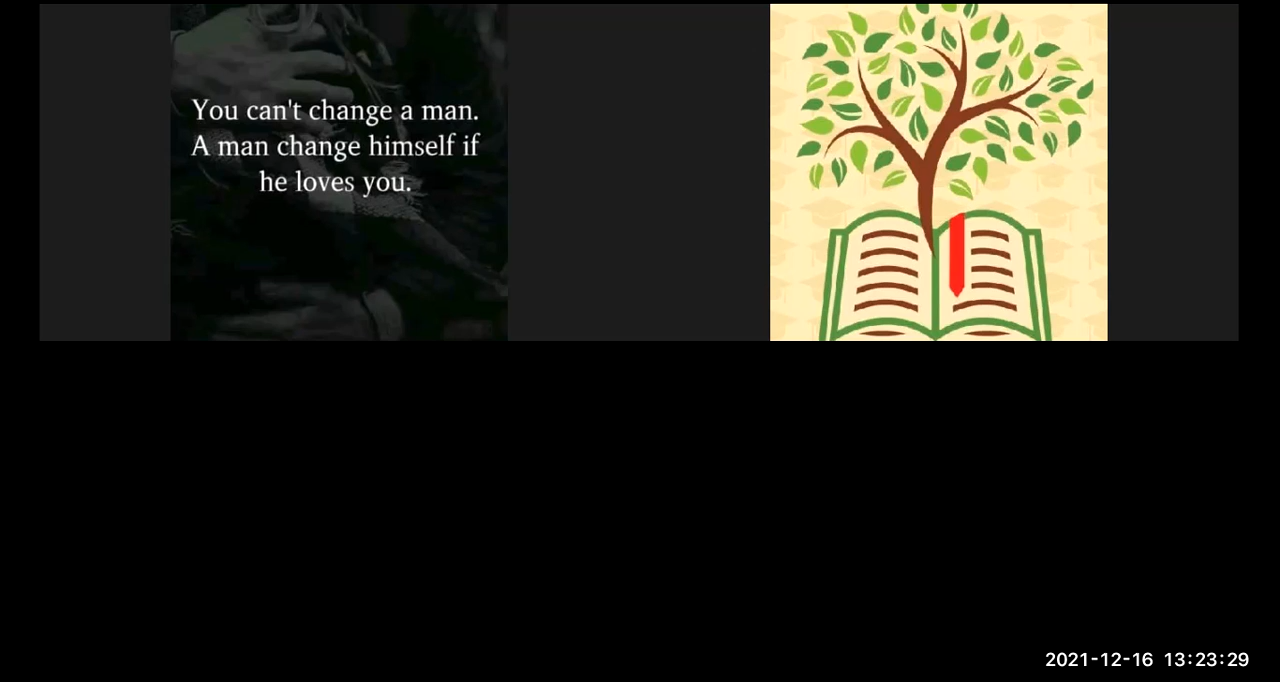 You can't change a man.
A man change himself if
he loves you.
2021-12-16 13:23:29